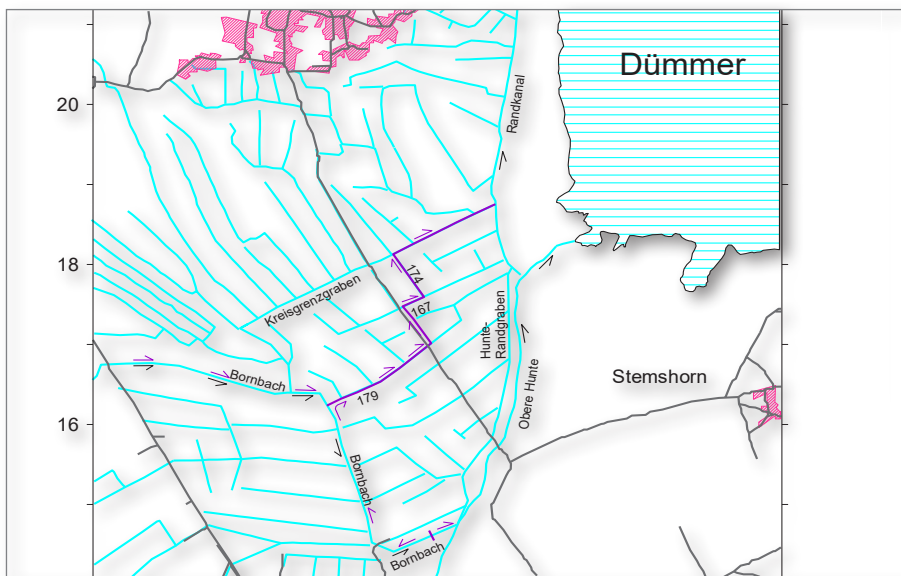 Dümmer
20
Randkanal
18
174
Kreisgrenzgraben
167
Hunte-
Randgraben
Obere Hunte
Bornbach
Stemshorn
179
16
Bornbach
Bornbach